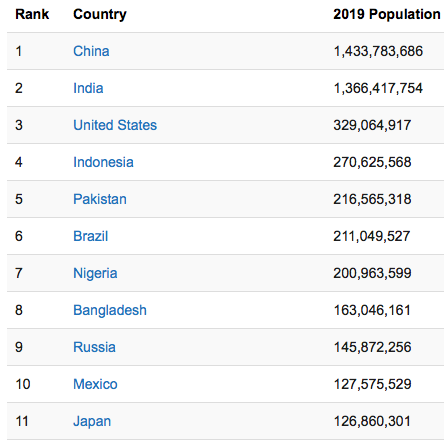 Rank Country 2019 Population
1 China 1,433,783,686
2 India 1,366,417,754
3 United States 329,064,917
4 Indonesia 270,625,568
5 Pakistan 216,565,318
6 Brazil 211,049,527
7 Nigeria 200,963,599
8 Bangladesh 163,046,161
9 Russia 145,872,256
10 Mexico 127,575,529
11 Japan 126,860,301